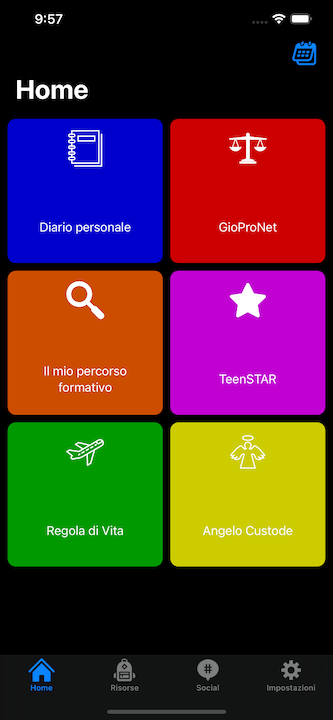 9:57
Home
Diario personale
GioProNet
Il mio percorso
formativo
TeenSTAR
Regola di Vita
Angelo Custode
Home
Risorse
#
Social
Impostazioni